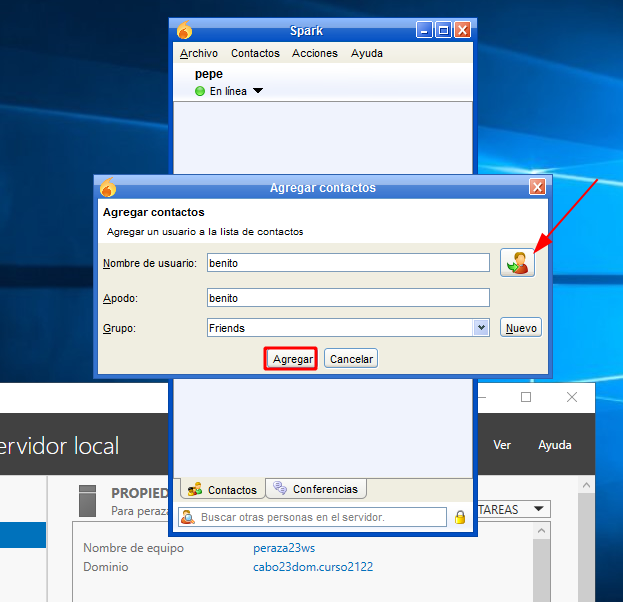 Spark
Archivo Contactos Acciones Ayuda
pepe
En línea
Agregar contactos
Agregar contactos
Agregar un usuario a la lista de contactos
Nombre de usuario: benito
Apodo: benito
Grupo: Friends Nuevo
Agregar Cancelar
ervidor local Ver Ayuda
Contactos Conferencias
PROPIED
Para peraz TAREAS
Buscar otras personas en el servidor.
Nombre de equipo peraza23ws
Dominio cabo23dom.curso2122